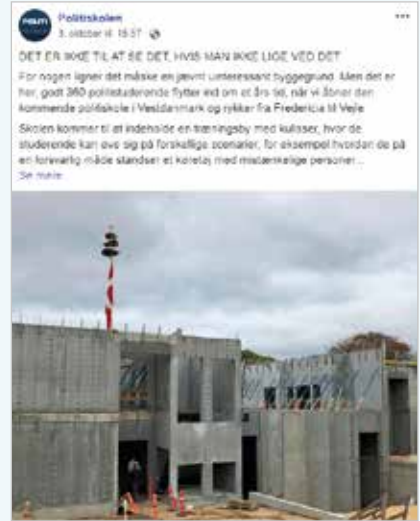 POLITI
Politiskolen
3. oktober kl. 15.57
DET ER IKKE TIL AT SE DET, HVIS MAN IKKE LIGE VED DET
For nogen ligner det måske en jævnt uinteressant byggegrund. Men det er
her, godt 360 politistuderende flytter ind om et års tid, når vi åbner den
kommende politiskole i Vestdanmark og rykker fra Fredericia til Vejle.
Skolen kommer til at indeholde en træningsby med kulisser, hvor de
studerende kan øve sig på forskellige scenarier, for eksempel hvordan de på
en forsvarlig måde standser et køretøj med mistænkelige personer...
Se mere